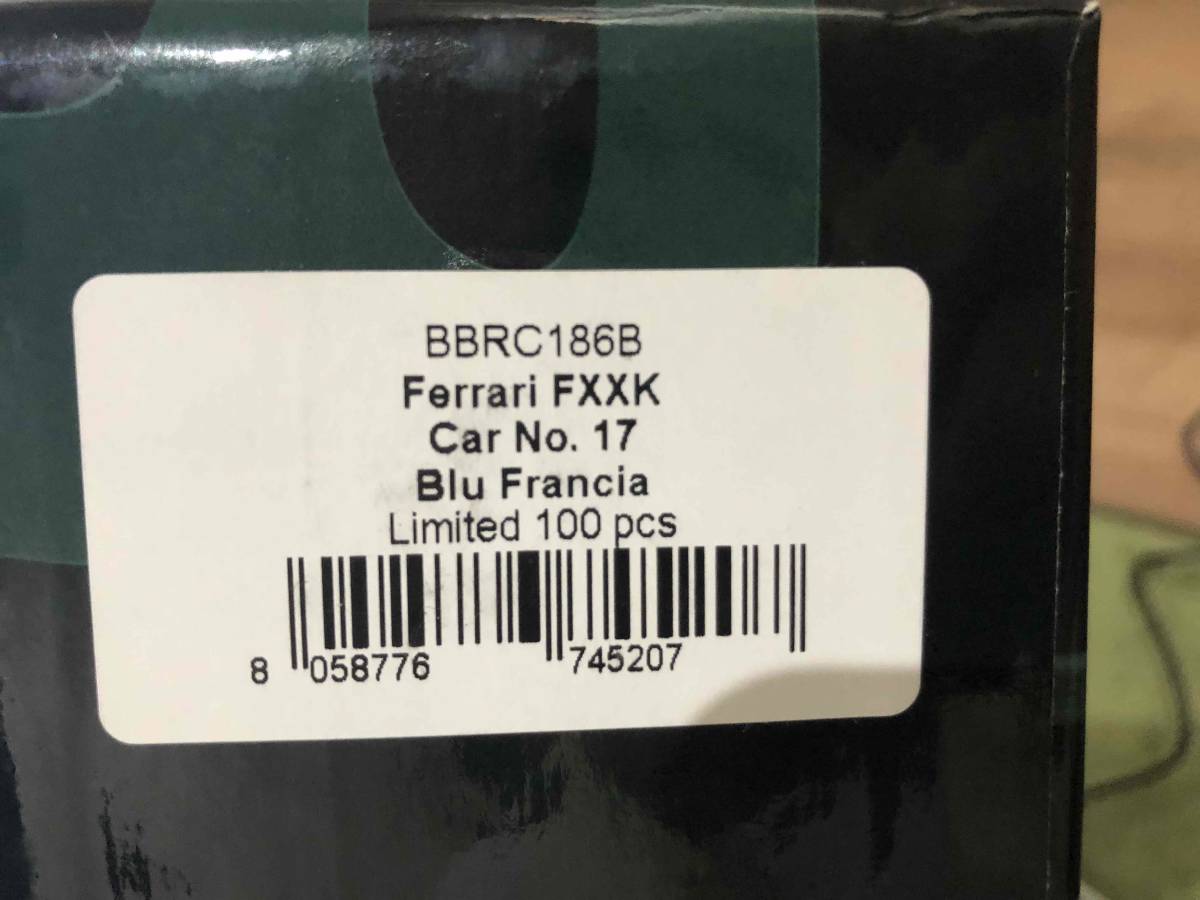 BBRC186B
Ferrari FXXK
Car No. 17
Blu Francia
Limited 100 pcs
8 058776 745207